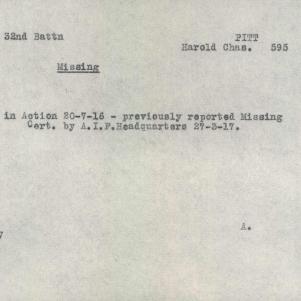 32nd Battn PITT
Harold Chas. 595
Missing
in Action 20-7-16 - previously reported Missing
Cert. by A.I.F.Headquarters 27-3-17.
A.